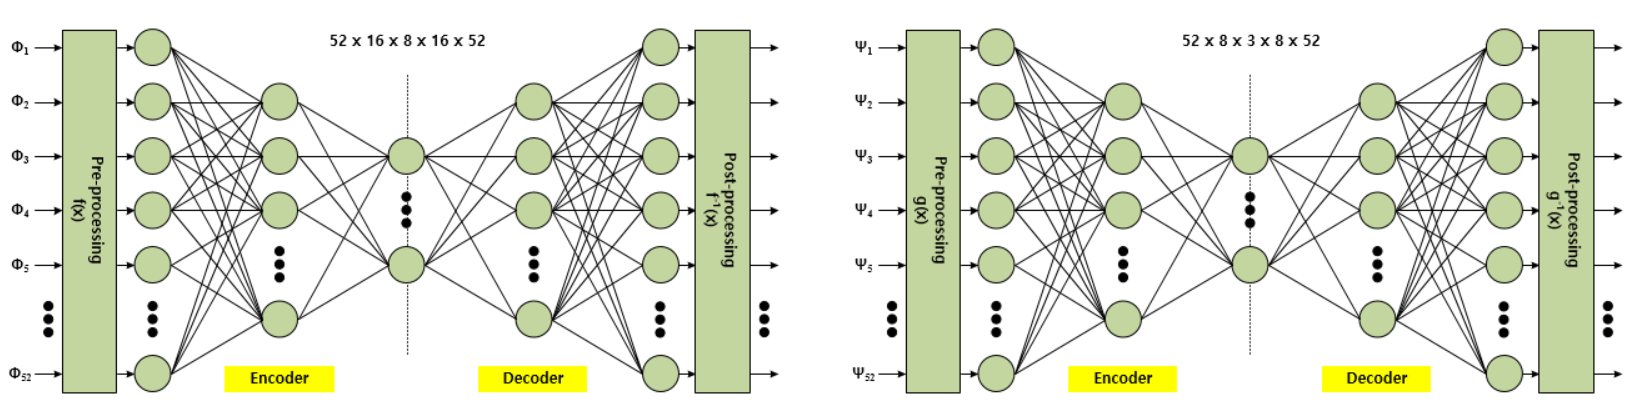 52 x 16 x 8 x 16 x 52
Φ1
Φ2
Φ3
Φ4
Φ5
Φ52
Pre-processing
f(x)
Encoder
Decoder
Post-processing
f⁻¹(x)
52 x 8 x 3 x 8 x 52
Ψ1
Ψ2
Ψ3
Ψ4
Ψ5
Ψ52
Pre-processing
g(x)
Encoder
Decoder
Post-processing
g⁻¹(x)